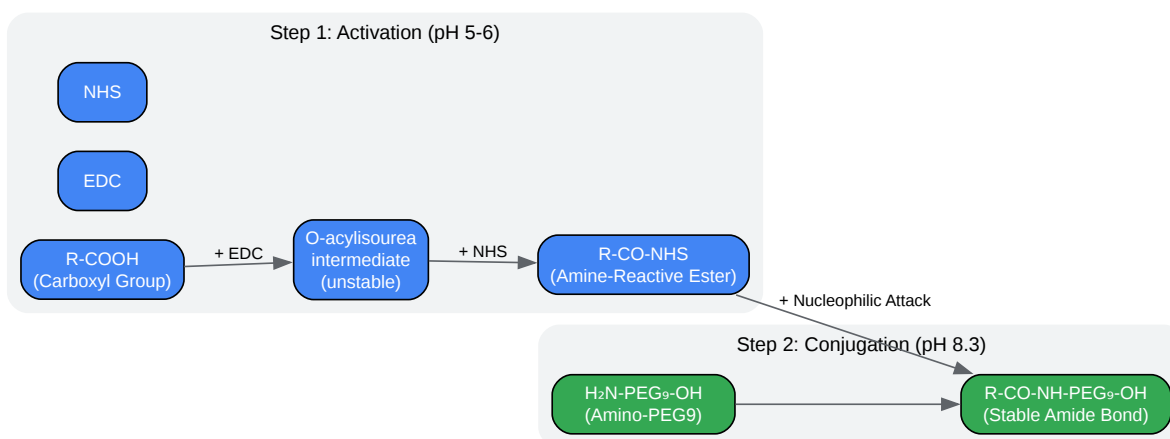 Step 1: Activation (pH 5-6)
NHS
EDC
R-COOH
(Carboxyl Group)
+ EDC
O-acylisourea
intermediate
(unstable)
+ NHS
R-CO-NHS
(Amine-Reactive Ester)
+ Nucleophilic Attack
Step 2: Conjugation (pH 8.3)
H₂N-PEG₉-OH
(Amino-PEG9)
R-CO-NH-PEG₉-OH
(Stable Amide Bond)